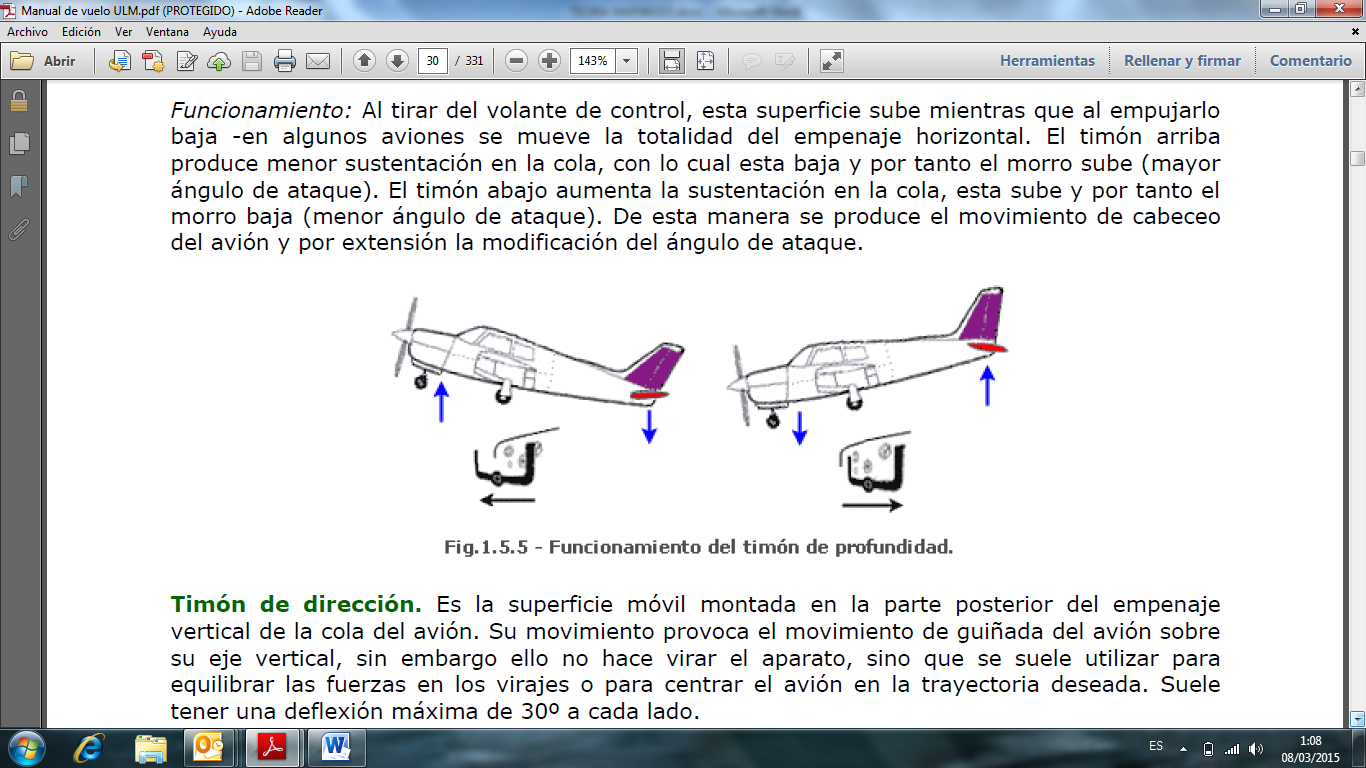 Manual de vuelo ULM.pdf (PROTEGIDO) - Adobe Reader
Archivo Edición Ver Ventana Ayuda
Abrir 30 / 331 143% Herramientas Rellenar y firmar Comentario
Funcionamiento: Al tirar del volante de control, esta superficie sube mientras que al empujarlo
baja -en algunos aviones se mueve la totalidad del empenaje horizontal. El timón arriba
produce menor sustentación en la cola, con lo cual esta baja y por tanto el morro sube (mayor
ángulo de ataque). El timón abajo aumenta la sustentación en la cola, esta sube y por tanto el
morro baja (menor ángulo de ataque). De esta manera se produce el movimiento de cabeceo
del avión y por extensión la modificación del ángulo de ataque.
Fig.1.5.5 - Funcionamiento del timón de profundidad.
Timón de dirección. Es la superficie móvil montada en la parte posterior del empenaje
vertical de la cola del avión. Su movimiento provoca el movimiento de guiñada del avión sobre
su eje vertical, sin embargo ello no hace virar el aparato, sino que se suele utilizar para
equilibrar las fuerzas en los virajes o para centrar el avión en la trayectoria deseada. Suele
tener una deflexión máxima de 30º a cada lado.
ES 1:08
08/03/2015